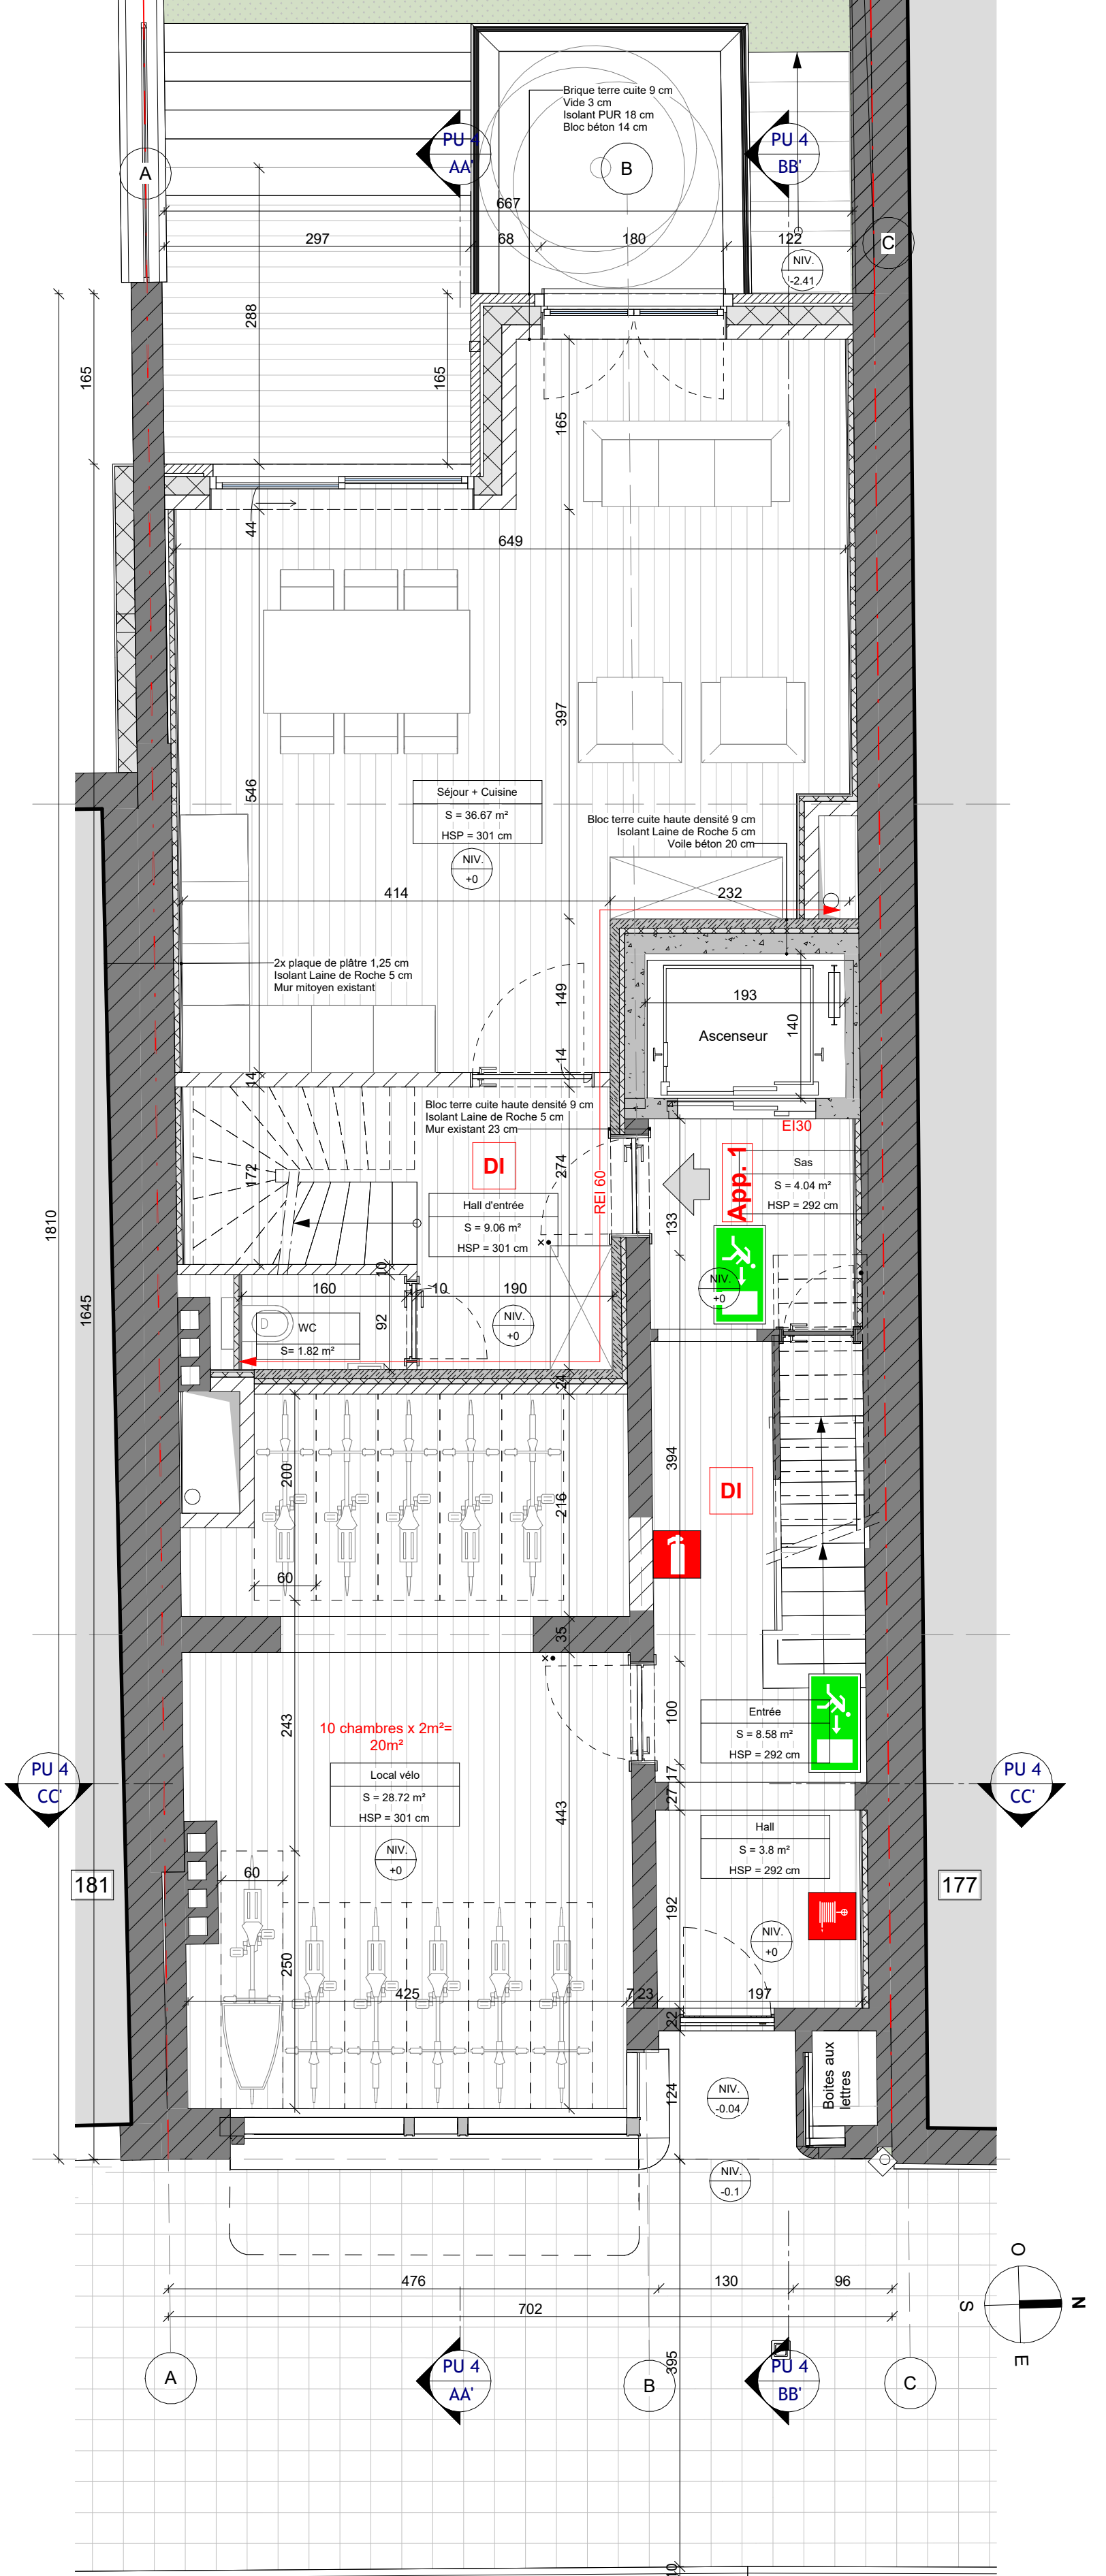 Brique terre cuite 9 cm
Vide 3 cm
Isolant PUR 18 cm
Bloc béton 14 cm
PU 4
AA'
PU 4
BB'
A
B
C
667
297
68
180
122
NIV.
-2.41
288
165
165
165
44
649
397
546
Séjour + Cuisine
S = 36.67 m²
HSP = 301 cm
NIV.
+0
Bloc terre cuite haute densité 9 cm
Isolant Laine de Roche 5 cm
Voile béton 20 cm
414
232
2x plaque de plâtre 1,25 cm
Isolant Laine de Roche 5 cm
Mur mitoyen existant
149
193
140
Ascenseur
14
14
Bloc terre cuite haute densité 9 cm
Isolant Laine de Roche 5 cm
Mur existant 23 cm
EI30
DI
172
274
REI 60
App. 1
Sas
S = 4.04 m²
HSP = 292 cm
Hall d'entrée
S = 9.06 m²
HSP = 301 cm
133
1810
1645
10
160
10
190
NIV.
+0
NIV.
+0
WC
S= 1.82 m²
92
24
200
216
394
DI
60
35
243
100
10 chambres x 2m²=
20m²
Entrée
S = 8.58 m²
HSP = 292 cm
Local vélo
S = 28.72 m²
HSP = 301 cm
NIV.
+0
443
17
27
PU 4
CC'
PU 4
CC'
Hall
S = 3.8 m²
HSP = 292 cm
181
177
60
192
NIV.
+0
250
425
7
23
197
22
124
NIV.
-0.04
Boites aux
lettres
NIV.
-0.1
476
130
96
702
O
S
N
E
395
A
PU 4
AA'
B
PU 4
BB'
C
10